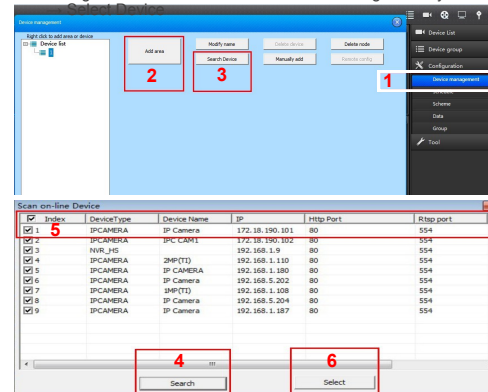 Select Device
Device management
Right click to add area or device
Device list
1
Add area
2
Modify name
Delete device
Delete node
Search Device
3
Manually add
Remote config
Device List
Device group
Configuration
1
Device management
Scheme
Data
Group
Tool
Scan on-line Device
Index DeviceType Device Name IP Http Port Rtsp port
5
1 IPCAMERA IP Camera 172.18.190.101 80 554
2 IPCAMERA IPC CAM1 172.18.190.102 80 554
3 NVR_HS 192.168.1.9 80 554
4 IPCAMERA 2MP(TI) 192.168.1.110 80 554
5 IPCAMERA IP CAMERA 192.168.1.180 80 554
6 IPCAMERA IP Camera 192.168.5.202 80 554
7 IPCAMERA 1MP(TI) 192.168.1.108 80 554
8 IPCAMERA IP Camera 192.168.5.204 80 554
9 IPCAMERA IP Camera 192.168.1.187 80 554
4
6
Search
Select